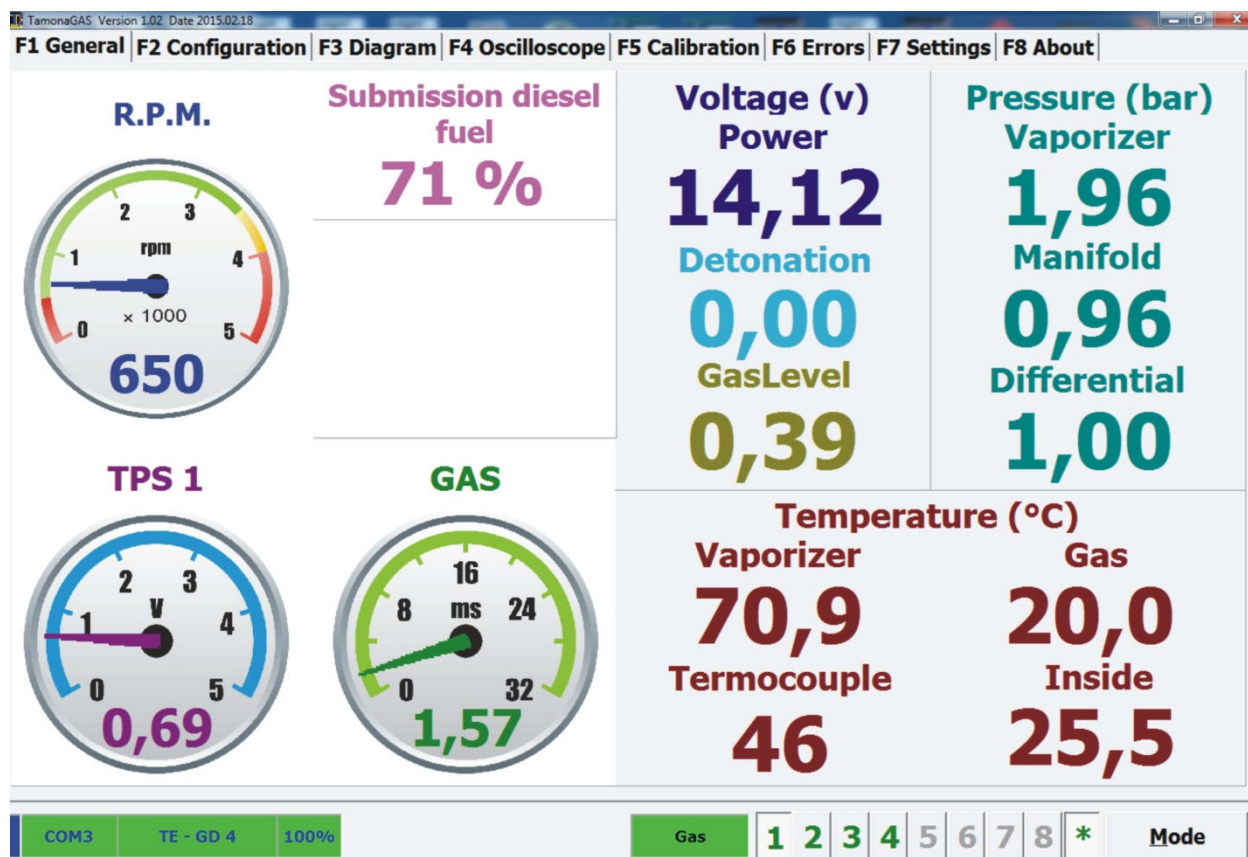 TamonaGAS Version 1.02 Date 2015.02.18
F1 General F2 Configuration F3 Diagram F4 Oscilloscope F5 Calibration F6 Errors F7 Settings F8 About
R.P.M.
0 1 2 3 4 5
rpm
x 1000
650
Submission diesel
fuel
71 %
TPS 1
0 1 2 3 4 5
V
0,69
GAS
0 8 16 24 32
ms
1,57
Voltage (v)
Power
14,12
Detonation
0,00
GasLevel
0,39
Pressure (bar)
Vaporizer
1,96
Manifold
0,96
Differential
1,00
Temperature (°C)
Vaporizer Gas
70,9 20,0
Termocouple Inside
46 25,5
COM3 TE - GD 4 100% Gas 1 2 3 4 5 6 7 8 * Mode